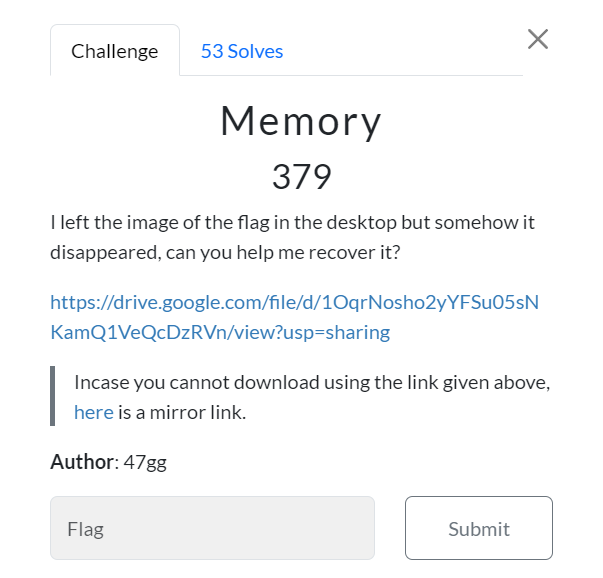 Challenge
53 Solves
Memory
379
I left the image of the flag in the desktop but somehow it
disappeared, can you help me recover it?
https://drive.google.com/file/d/1OqrNosho2yYFSu05sN
KamQ1VeQcDzRVn/view?usp=sharing
Incase you cannot download using the link given above,
here is a mirror link.
Author: 47gg
Flag
Submit